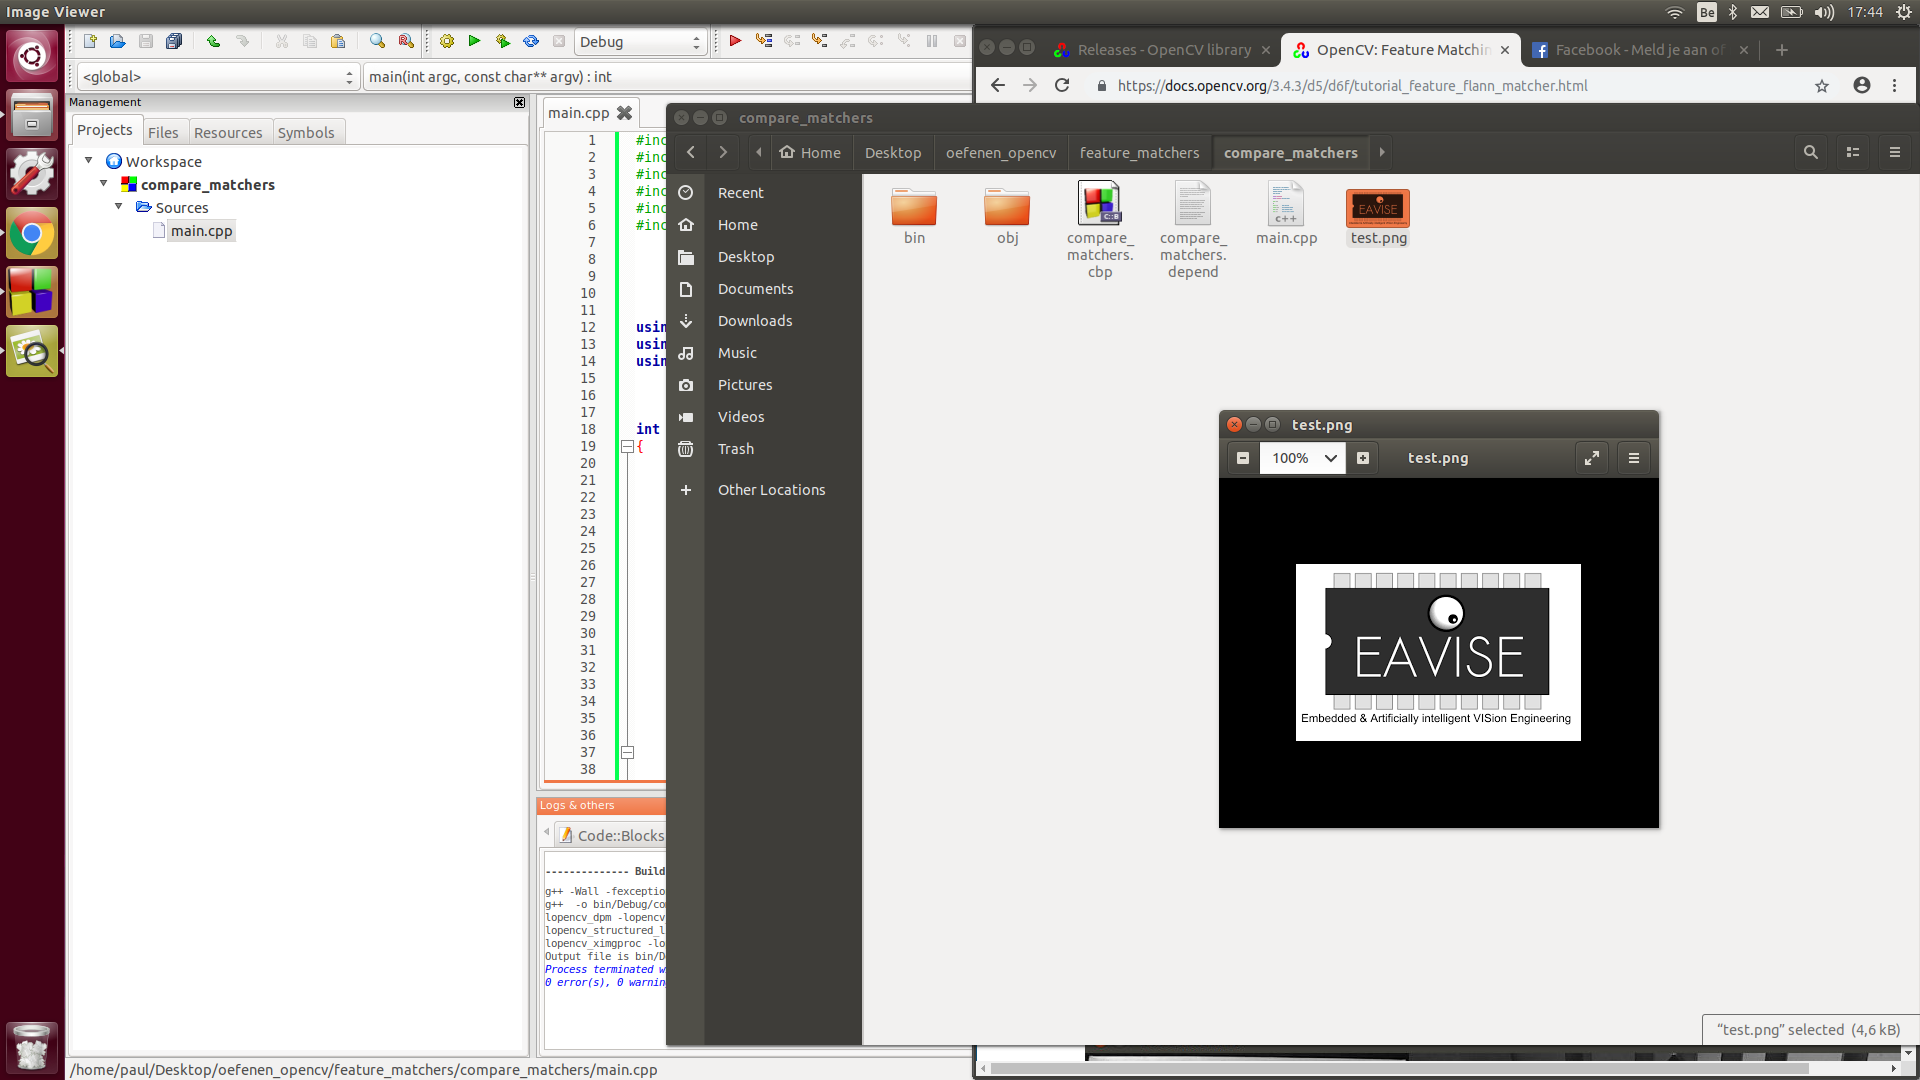 Image Viewer
Be
17:44
Debug
<global>
main(int argc, const char** argv) : int
Management
Projects
Files
Resources
Symbols
Workspace
compare_matchers
Sources
main.cpp
main.cpp
1 #inc
2 #inc
3 #inc
4 #inc
5 #inc
6 #inc
7
8
9
10
11
12 usin
13 usin
14 usin
15
16
17
18 int
19 {
20
21
22
23
24
25
26
27
28
29
30
31
32
33
34
35
36
37
38
Logs & others
Code::Blocks
-------------- Build
g++ -Wall -fexceptio
g++  -o bin/Debug/com
lopencv_dpm -lopencv
lopencv_structured_l
lopencv_ximgproc -lo
Output file is bin/D
Process terminated w
0 error(s), 0 warnin
/home/paul/Desktop/oefenen_opencv/feature_matchers/compare_matchers/main.cpp
Releases - OpenCV library
OpenCV: Feature Matchin
Facebook - Meld je aan of
https://docs.opencv.org/3.4.3/d5/d6f/tutorial_feature_flann_matcher.html
compare_matchers
Home
Desktop
oefenen_opencv
feature_matchers
compare_matchers
Recent
Home
Desktop
Documents
Downloads
Music
Pictures
Videos
Trash
Other Locations
bin
obj
C::B
compare_
matchers.
cbp
compare_
matchers.
depend
c++
main.cpp
EAVISE
test.png
test.png
100%
test.png
EAVISE
Embedded & Artificially intelligent VISion Engineering
“test.png” selected (4,6 kB)